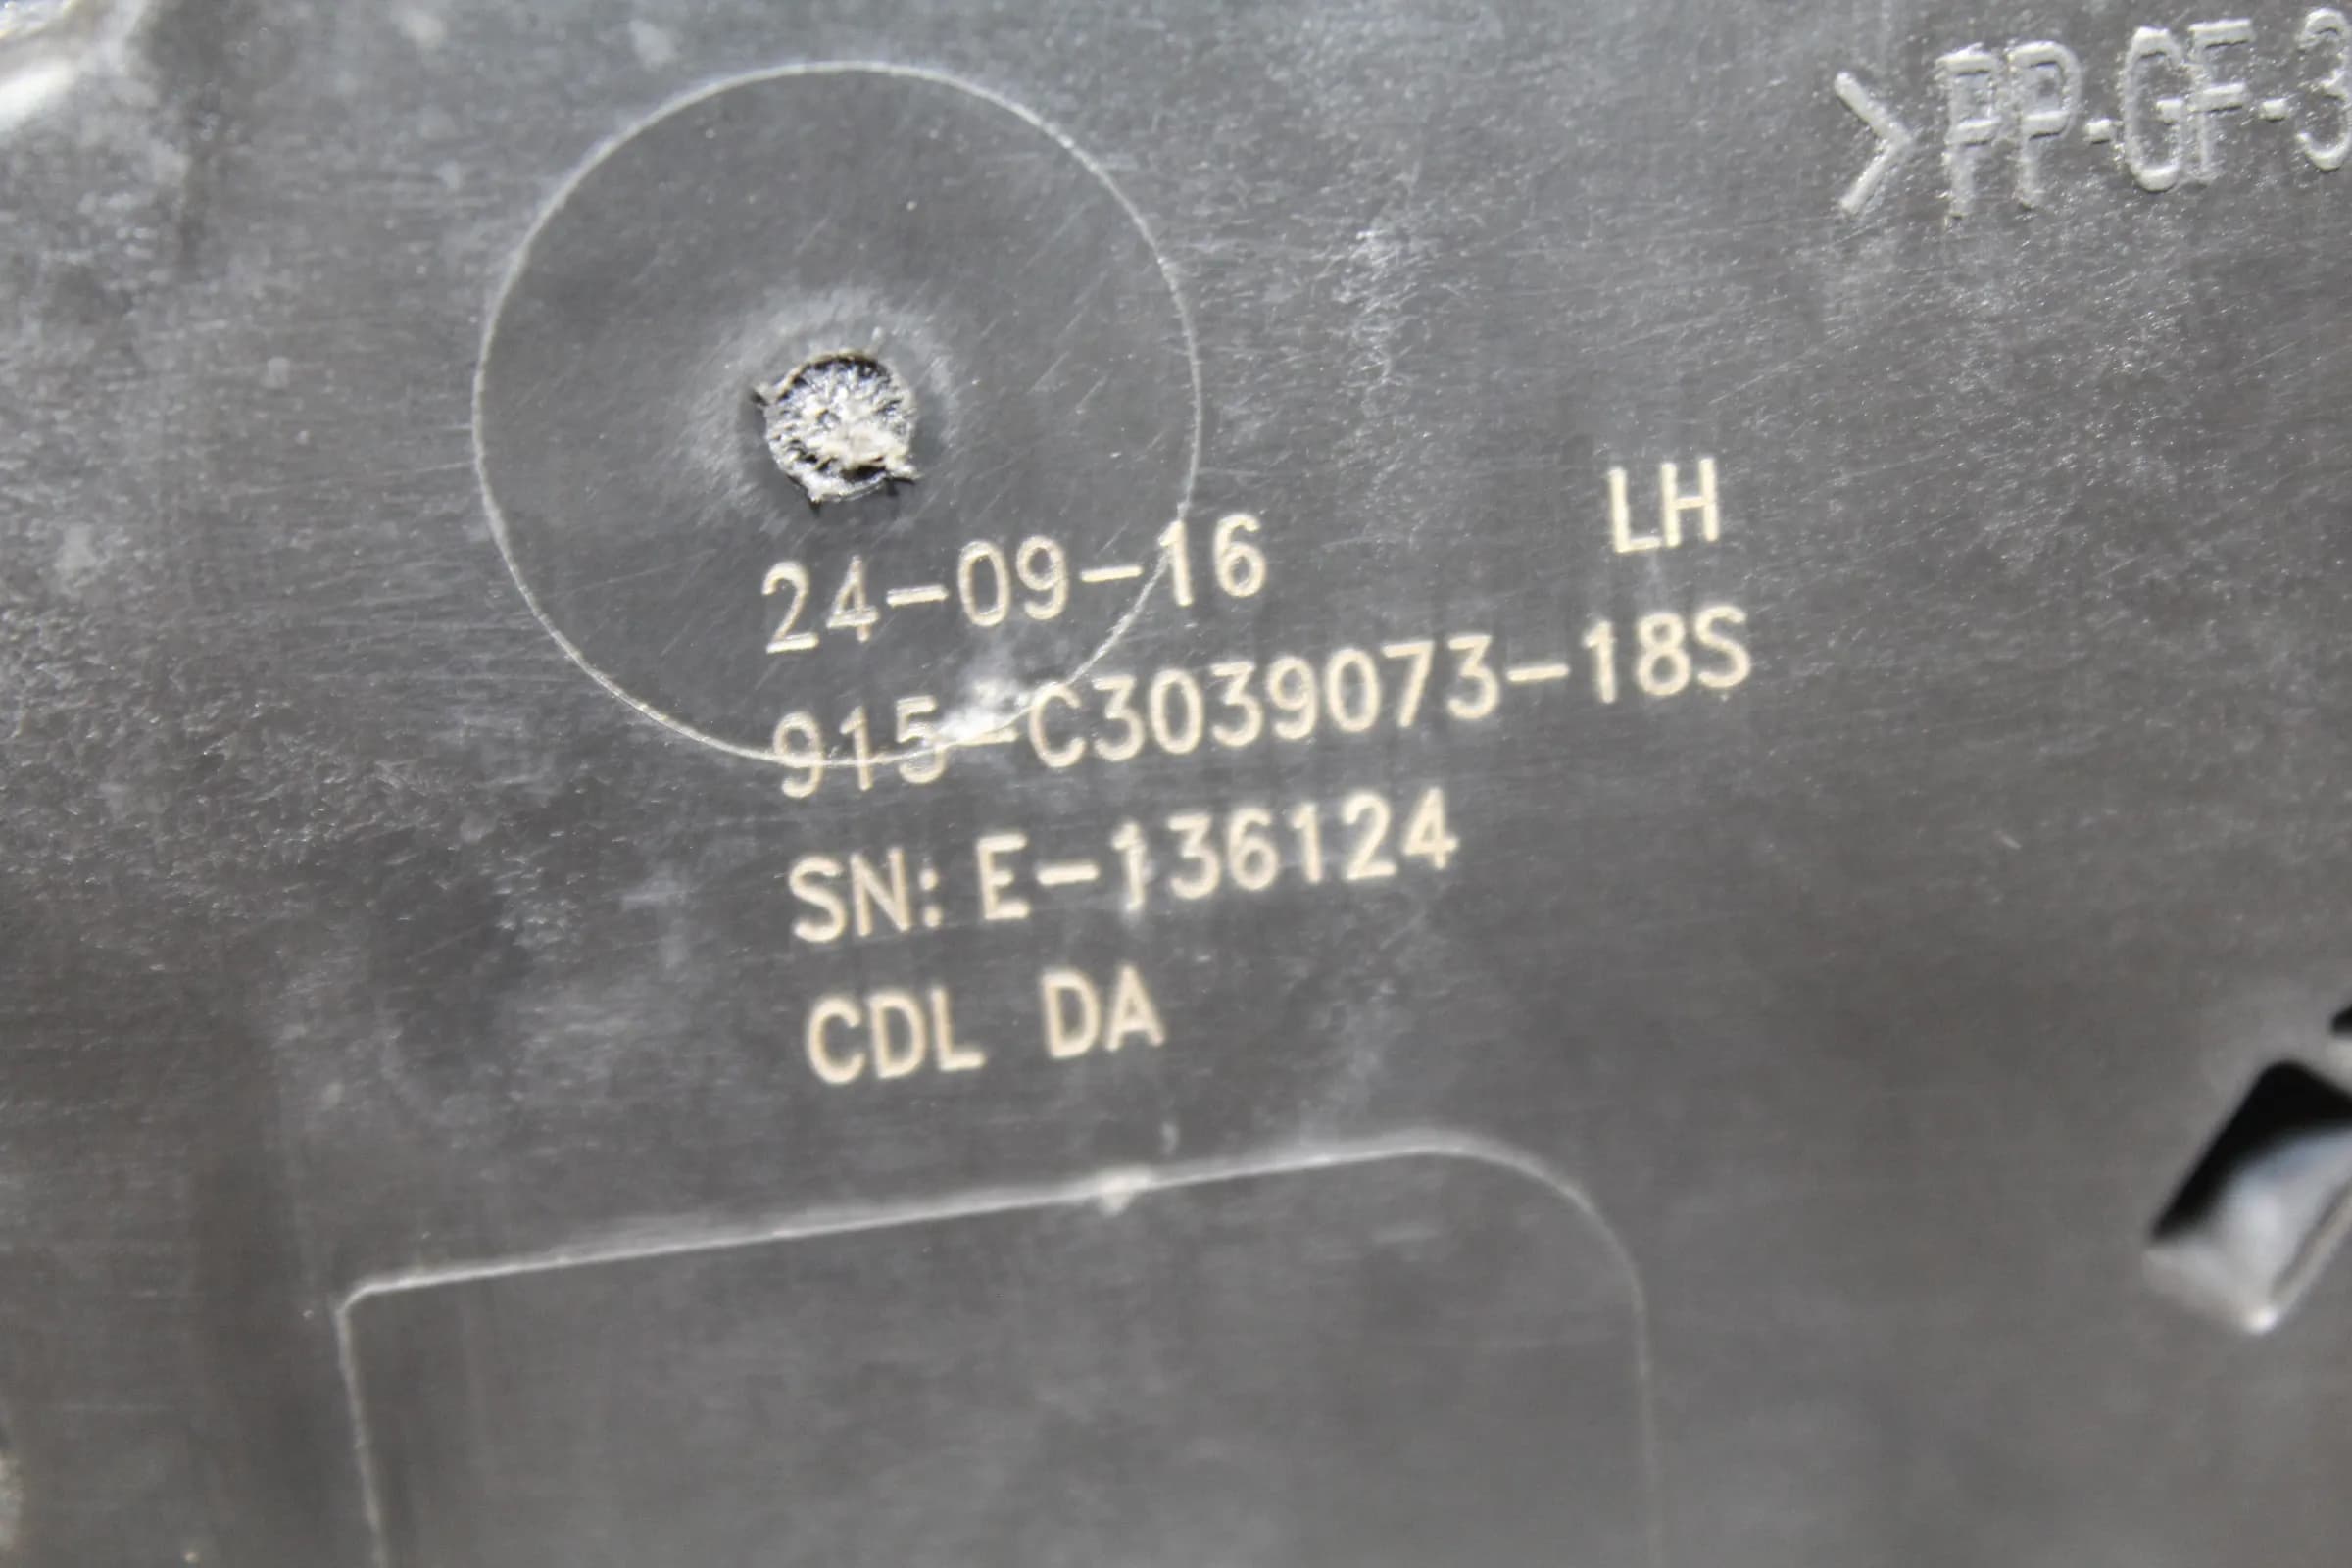 >PP-GF-3
LH
24-09-16
915-C3039073-18S
SN: E-136124
CDL DA